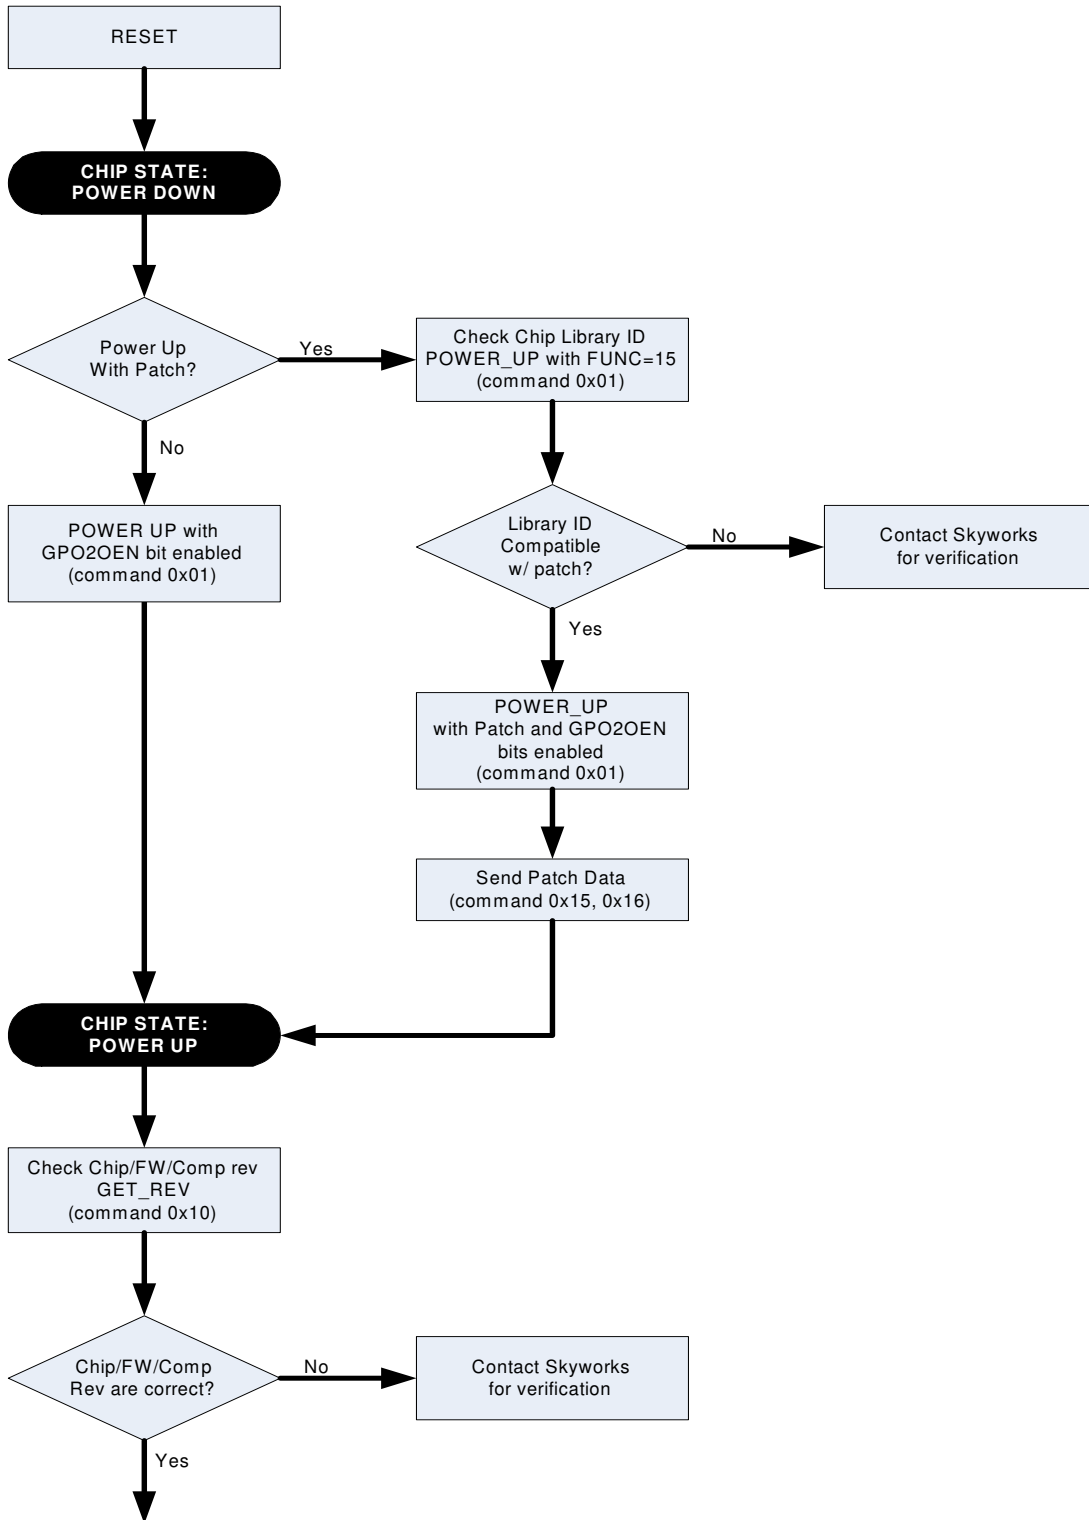 RESET
CHIP STATE:
POWER DOWN
Power Up
With Patch?
Yes
Check Chip Library ID
POWER_UP with FUNC=15
(command 0x01)
No
POWER UP with
GPO2OEN bit enabled
(command 0x01)
Library ID
Compatible
w/ patch?
No
Contact Skyworks
for verification
Yes
POWER_UP
with Patch and GPO2OEN
bits enabled
(command 0x01)
Send Patch Data
(command 0x15, 0x16)
CHIP STATE:
POWER UP
Check Chip/FW/Comp rev
GET_REV
(command 0x10)
Chip/FW/Comp
Rev are correct?
No
Contact Skyworks
for verification
Yes